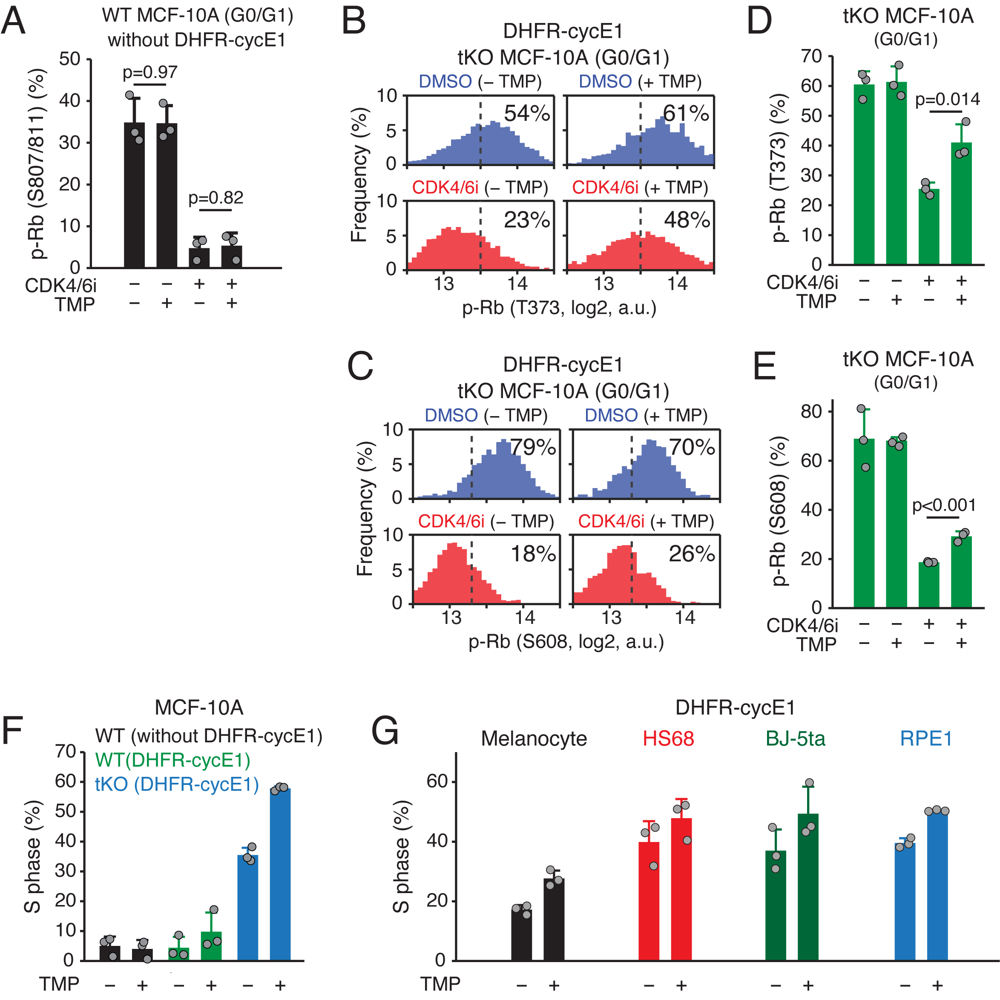 A
WT MCF-10A (G0/G1)
without DHFR-cycE1
p-Rb (S807/811) (%)
50
40
30
20
10
0
p=0.97
p=0.82
CDK4/6i – – + +
TMP – + – +
B
DHFR-cycE1
tKO MCF-10A (G0/G1)
DMSO (– TMP) DMSO (+ TMP)
Frequency (%)
10
5
0
54% 61%
CDK4/6i (– TMP) CDK4/6i (+ TMP)
10
5
0
23% 48%
13 14 13 14
p-Rb (T373, log2, a.u.)
D
tKO MCF-10A
(G0/G1)
p-Rb (T373) (%)
70
60
50
40
30
20
10
0
p=0.014
CDK4/6i – – + +
TMP – + – +
C
DHFR-cycE1
tKO MCF-10A (G0/G1)
DMSO (– TMP) DMSO (+ TMP)
Frequency (%)
10
5
0
79% 70%
CDK4/6i (– TMP) CDK4/6i (+ TMP)
10
5
0
18% 26%
13 14 13 14
p-Rb (S608, log2, a.u.)
E
tKO MCF-10A
(G0/G1)
p-Rb (S608) (%)
80
60
40
20
0
p<0.001
CDK4/6i – – + +
TMP – + – +
F
MCF-10A
WT (without DHFR-cycE1)
WT(DHFR-cycE1)
tKO (DHFR-cycE1)
S phase (%)
70
60
50
40
30
20
10
0
TMP – + – + – +
G
DHFR-cycE1
Melanocyte HS68 BJ-5ta RPE1
S phase (%)
60
40
20
0
TMP – + – + – + – +